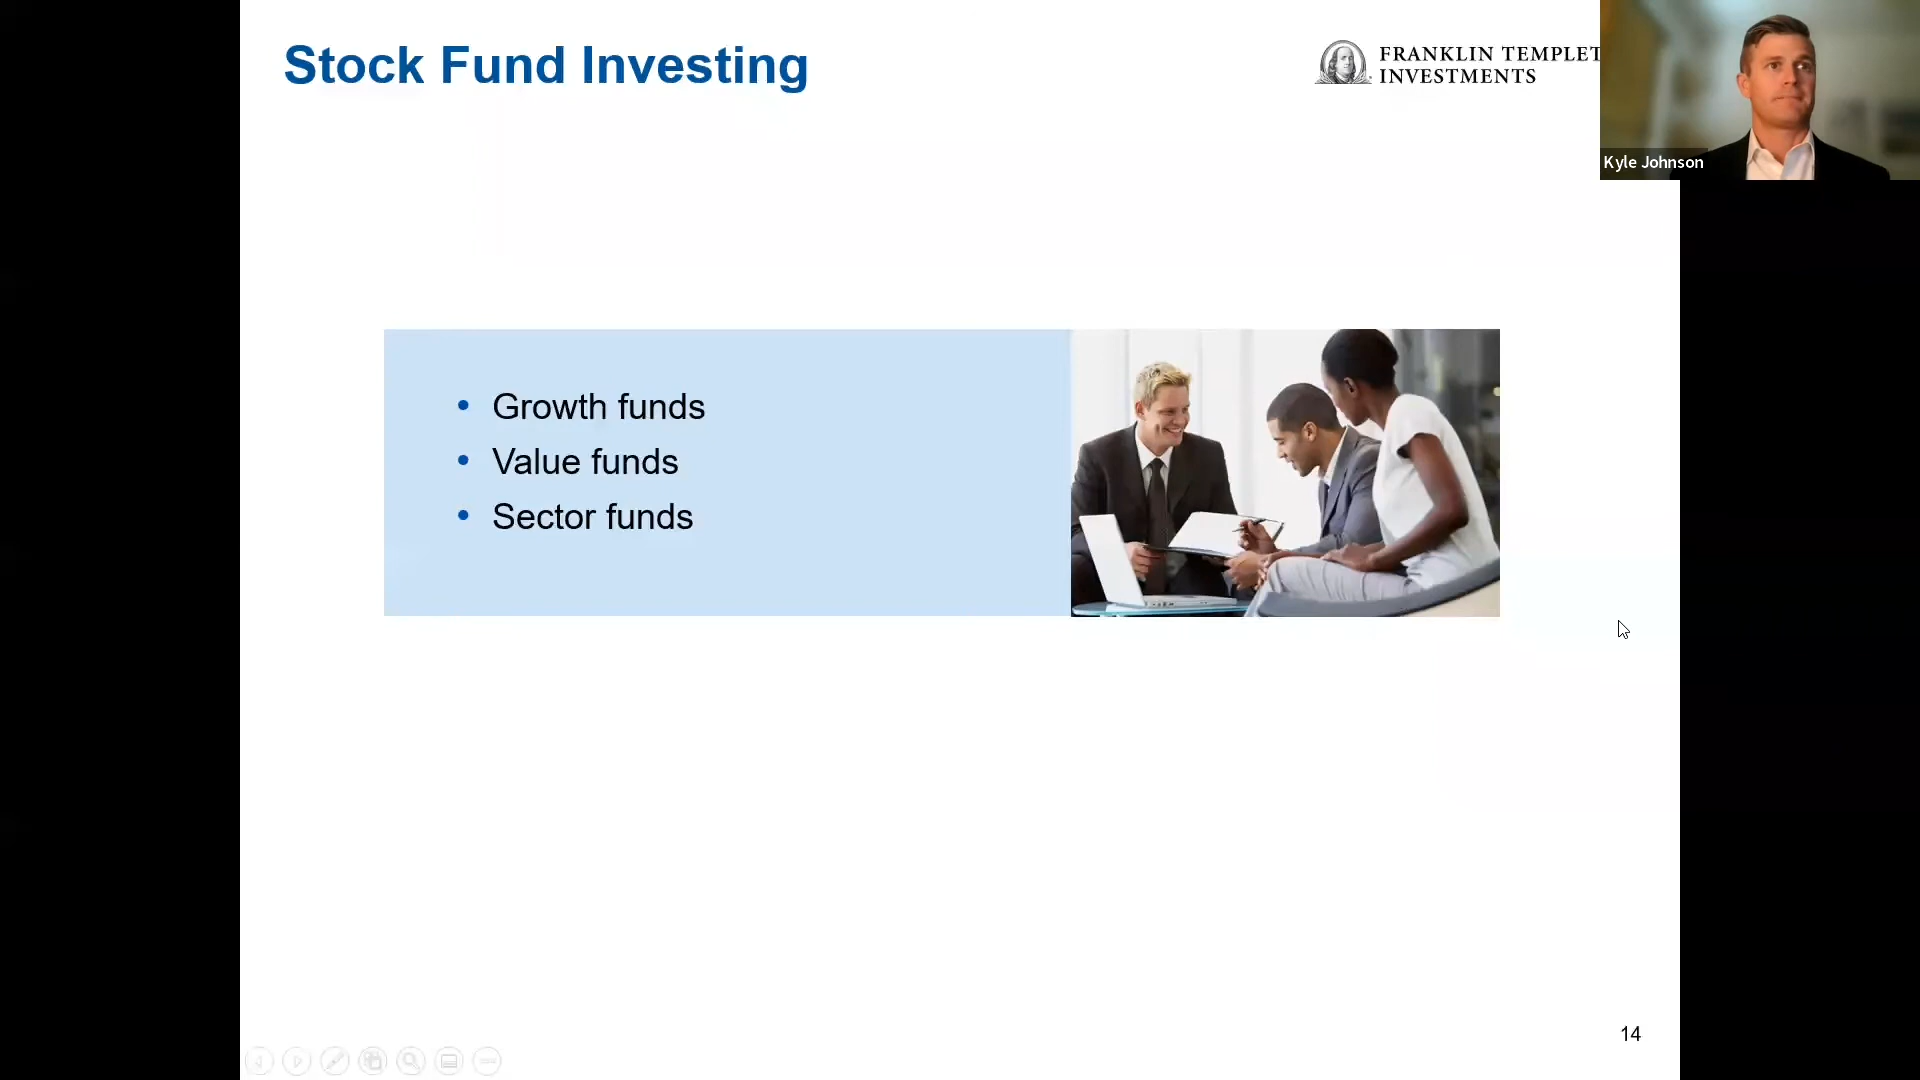 Stock Fund Investing
FRANKLIN TEMPLET
INVESTMENTS
Kyle Johnson
• Growth funds
• Value funds
• Sector funds
14